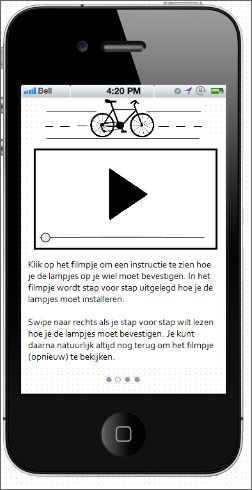 Bell 4:20 PM
Klik op het filmpje om een instructie te zien hoe
je de lampjes op je wiel moet bevestigen. In het
filmpje wordt stap voor stap uitgelegd hoe je de
lampjes moet installeren.
Swipe naar rechts als je stap voor stap wilt lezen
hoe je de lampjes moet bevestigen. Je kunt
daarna natuurlijk altijd nog terug om het filmpje
(opnieuw) te bekijken.